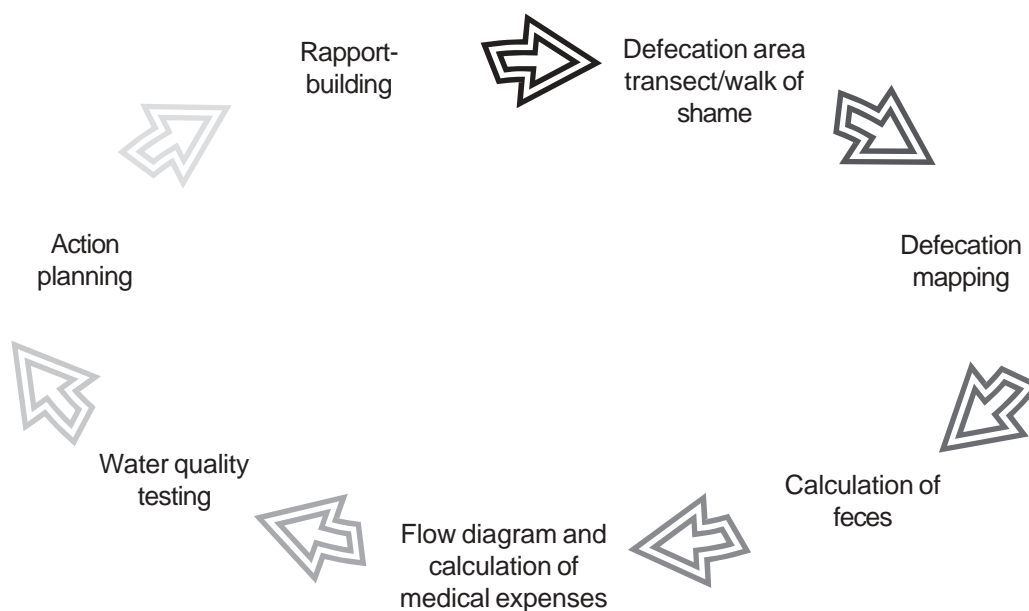 Rapport-
building
Defecation area
transect/walk of
shame
Defecation
mapping
Calculation of
feces
Flow diagram and
calculation of
medical expenses
Water quality
testing
Action
planning